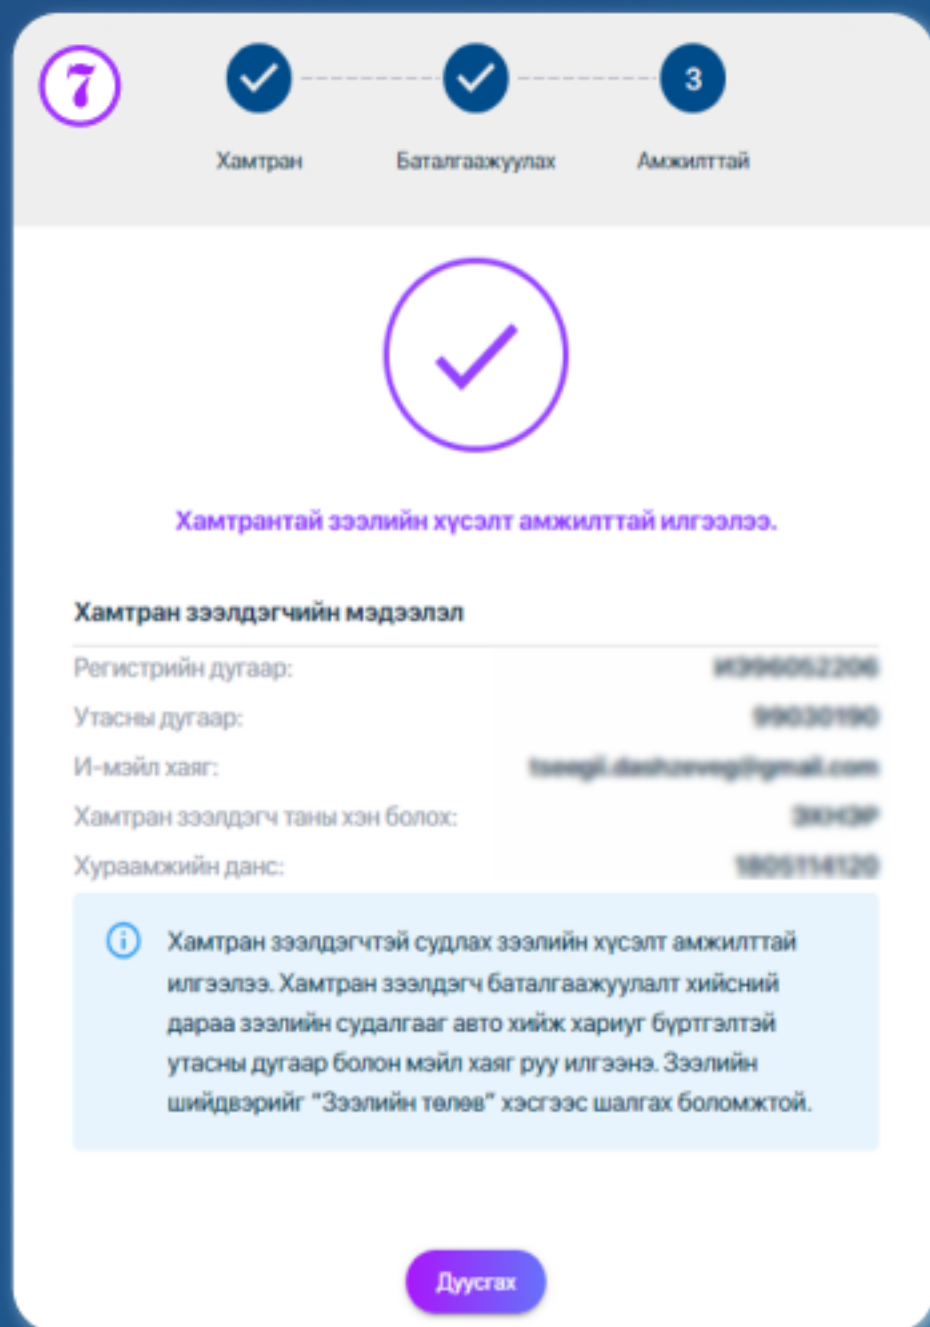 7
3
Хамтран
Баталгаажуулах
Амжилттай
Хамтрантай зээлийн хүсэлт амжилттай илгээлээ.
Хамтран зээлдэгчийн мэдээлэл
Регистрийн дугаар:
Утасны дугаар:
И-мэйл хаяг:
Хамтран зээлдэгч таны хэн болох:
Хураамжийн данс:
Хамтран зээлдэгчтэй судлах зээлийн хүсэлт амжилттай
илгээлээ. Хамтран зээлдэгч баталгаажуулалт хийсний
дараа зээлийн судалгааг авто хийж хариуг бүртгэлтэй
утасны дугаар болон мэйл хаяг руу илгээнэ. Зээлийн
шийдвэрийг “Зээлийн төлөв” хэсгээс шалгах боломжтой.
Дуусгах